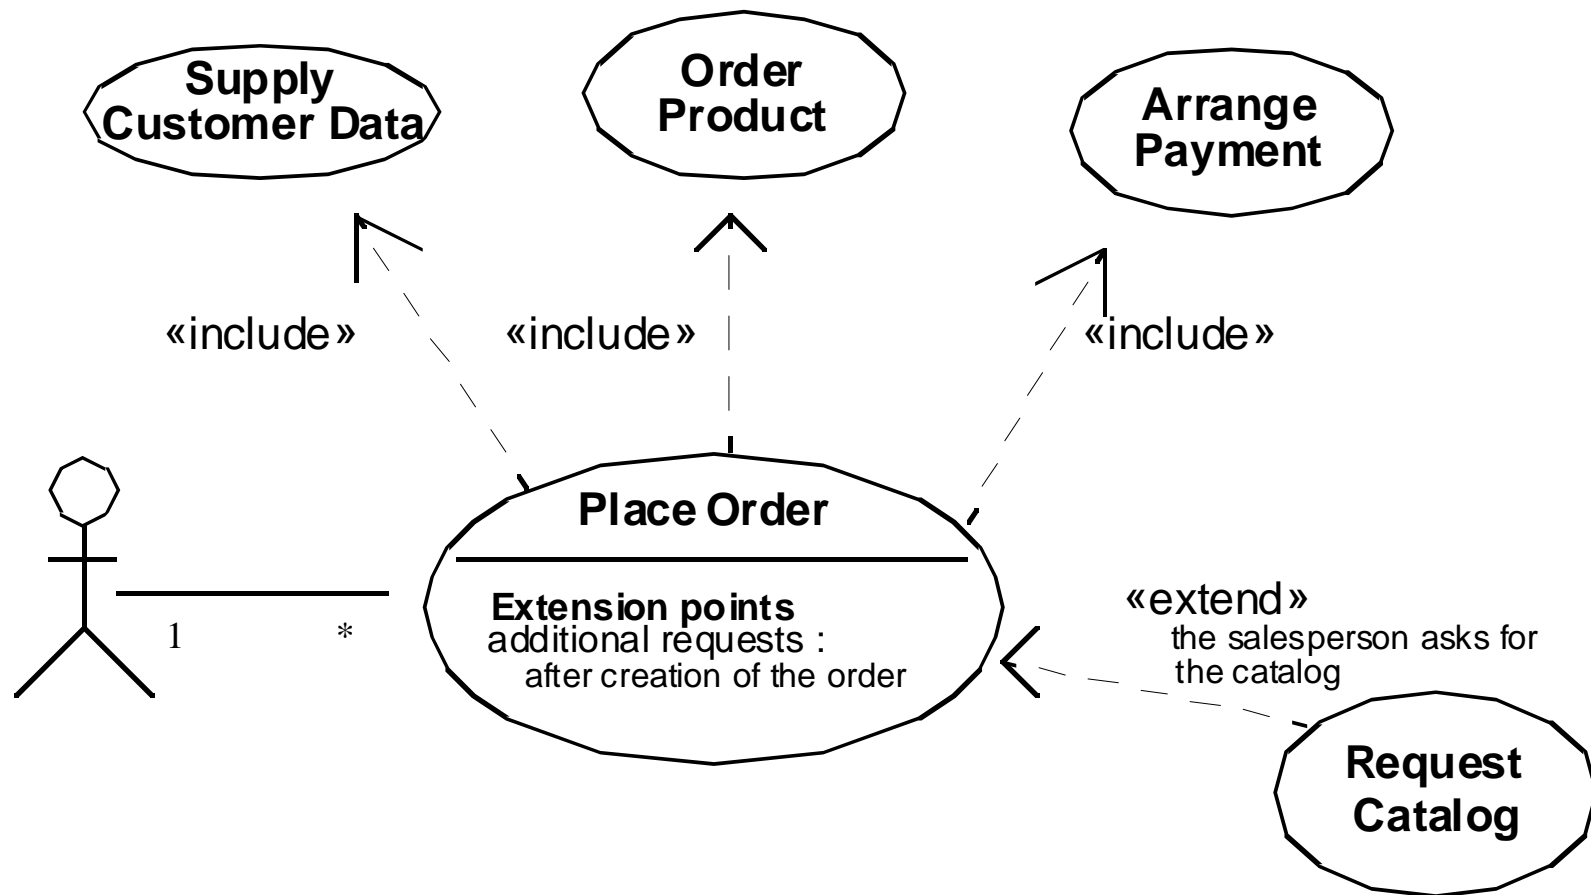 Supply
Customer Data
Order
Product
Arrange
Payment
«include»
«include»
«include»
Place Order
Extension points
additional requests :
after creation of the order
1
*
«extend»
the salesperson asks for
the catalog
Request
Catalog